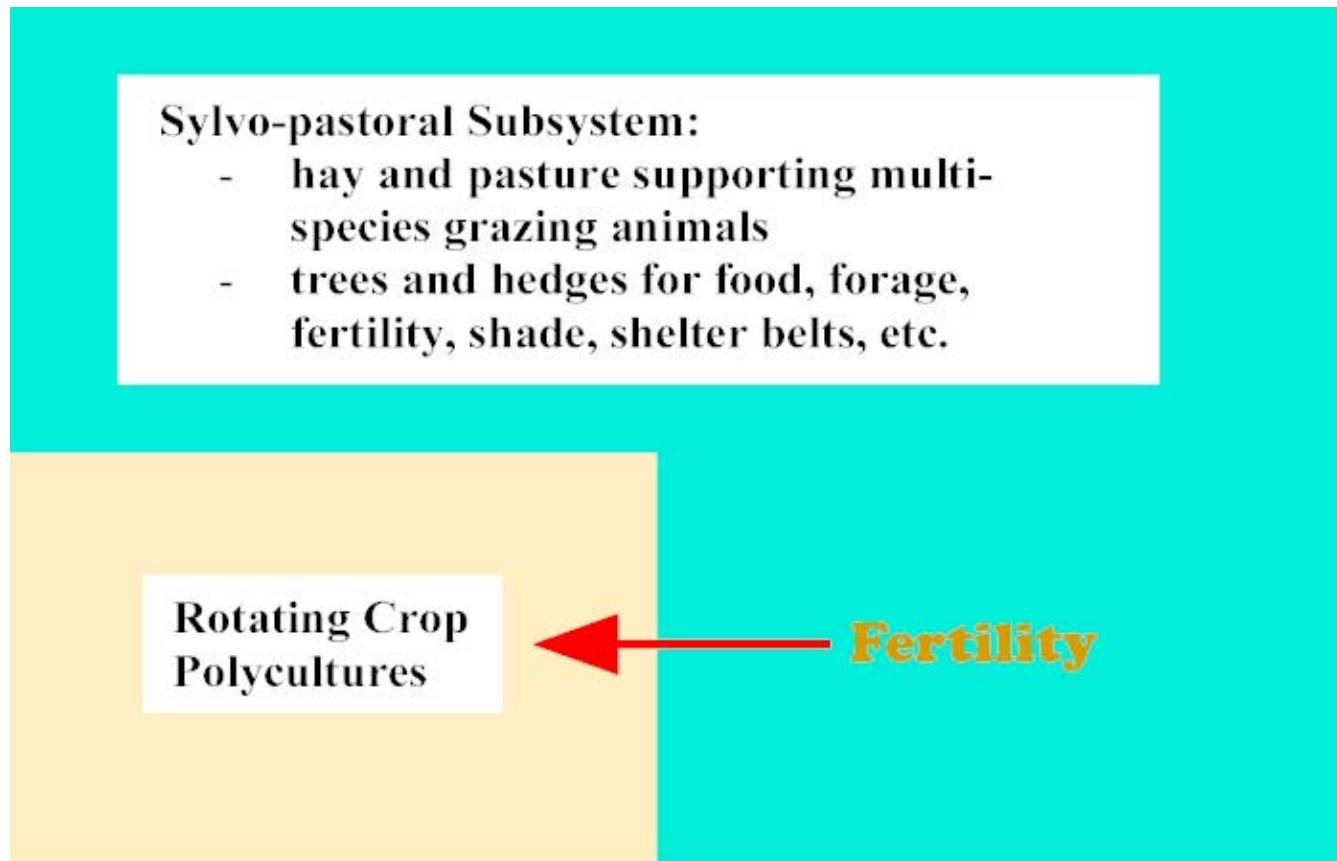 Sylvo-pastoral Subsystem:
- hay and pasture supporting multi-
species grazing animals
- trees and hedges for food, forage,
fertility, shade, shelter belts, etc.
Rotating Crop
Polycultures
Fertility